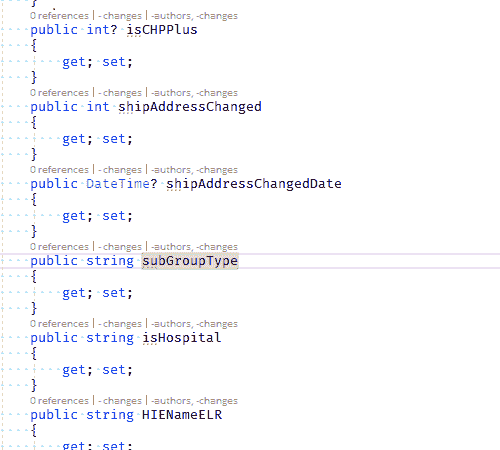 }
0 references | -changes | -authors, -changes
public int? isCHPPlus
{
get; set;
}
0 references | -changes | -authors, -changes
public int shipAddressChanged
{
get; set;
}
0 references | -changes | -authors, -changes
public DateTime? shipAddressChangedDate
{
get; set;
}
0 references | -changes | -authors, -changes
public string subGroupType
{
get; set;
}
0 references | -changes | -authors, -changes
public string isHospital
{
get; set;
}
0 references | -changes | -authors, -changes
public string HIENameELR
{
get; set;